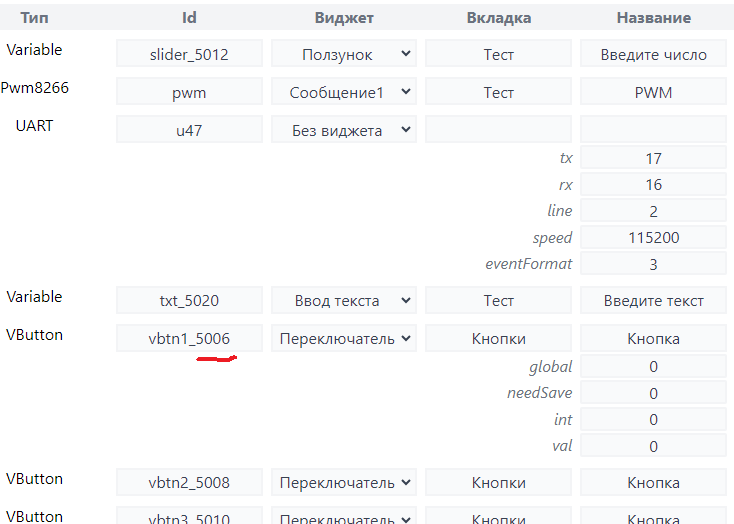 Тип Id Виджет Вкладка Название
Variable slider_5012 Ползунок Тест Введите число
Pwm8266 pwm Сообщение1 Тест PWM
UART u47 Без виджета
tx 17
rx 16
line 2
speed 115200
eventFormat 3
Variable txt_5020 Ввод текста Тест Введите текст
VButton vbtn1_5006 Переключатель Кнопки Кнопка
global 0
needSave 0
int 0
val 0
VButton vbtn2_5008 Переключатель Кнопки Кнопка
VButton vbtn3_5010 Переключатель Кнопки Кнопка